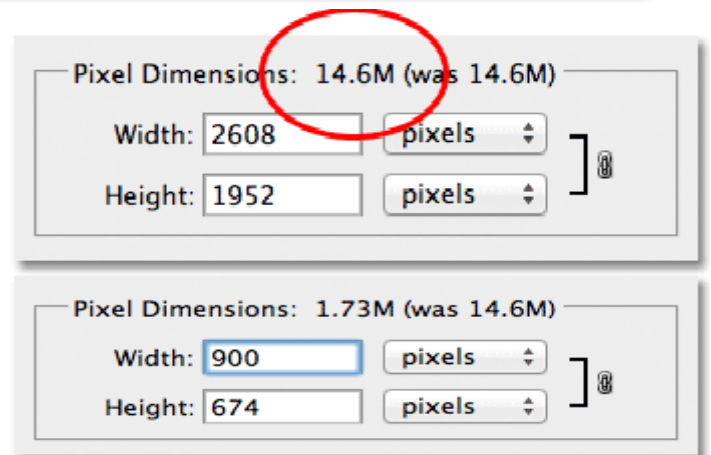 Pixel Dimensions: 14.6M (was 14.6M)
Width: 2608 pixels
Height: 1952 pixels
Pixel Dimensions: 1.73M (was 14.6M)
Width: 900 pixels
Height: 674 pixels